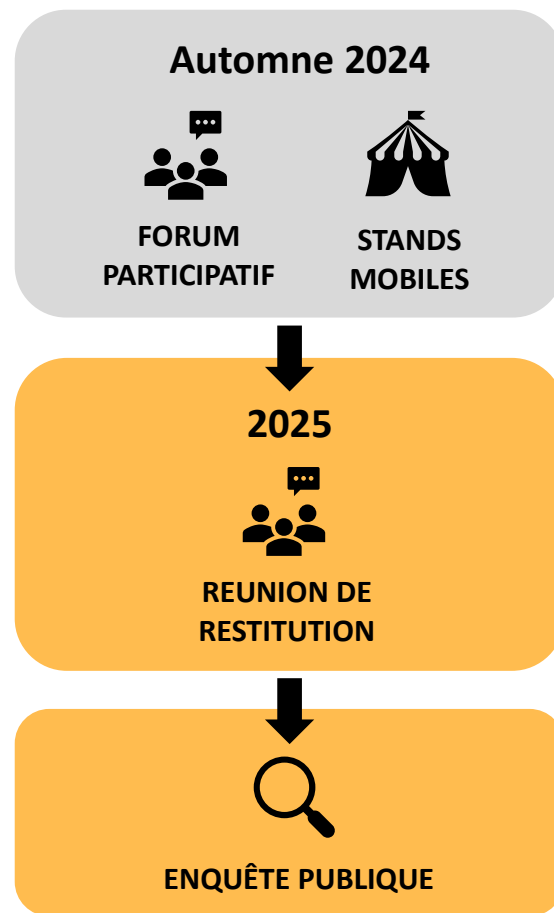 Automne 2024
FORUM
PARTICIPATIF
STANDS
MOBILES
2025
REUNION DE
RESTITUTION
ENQUÊTE PUBLIQUE